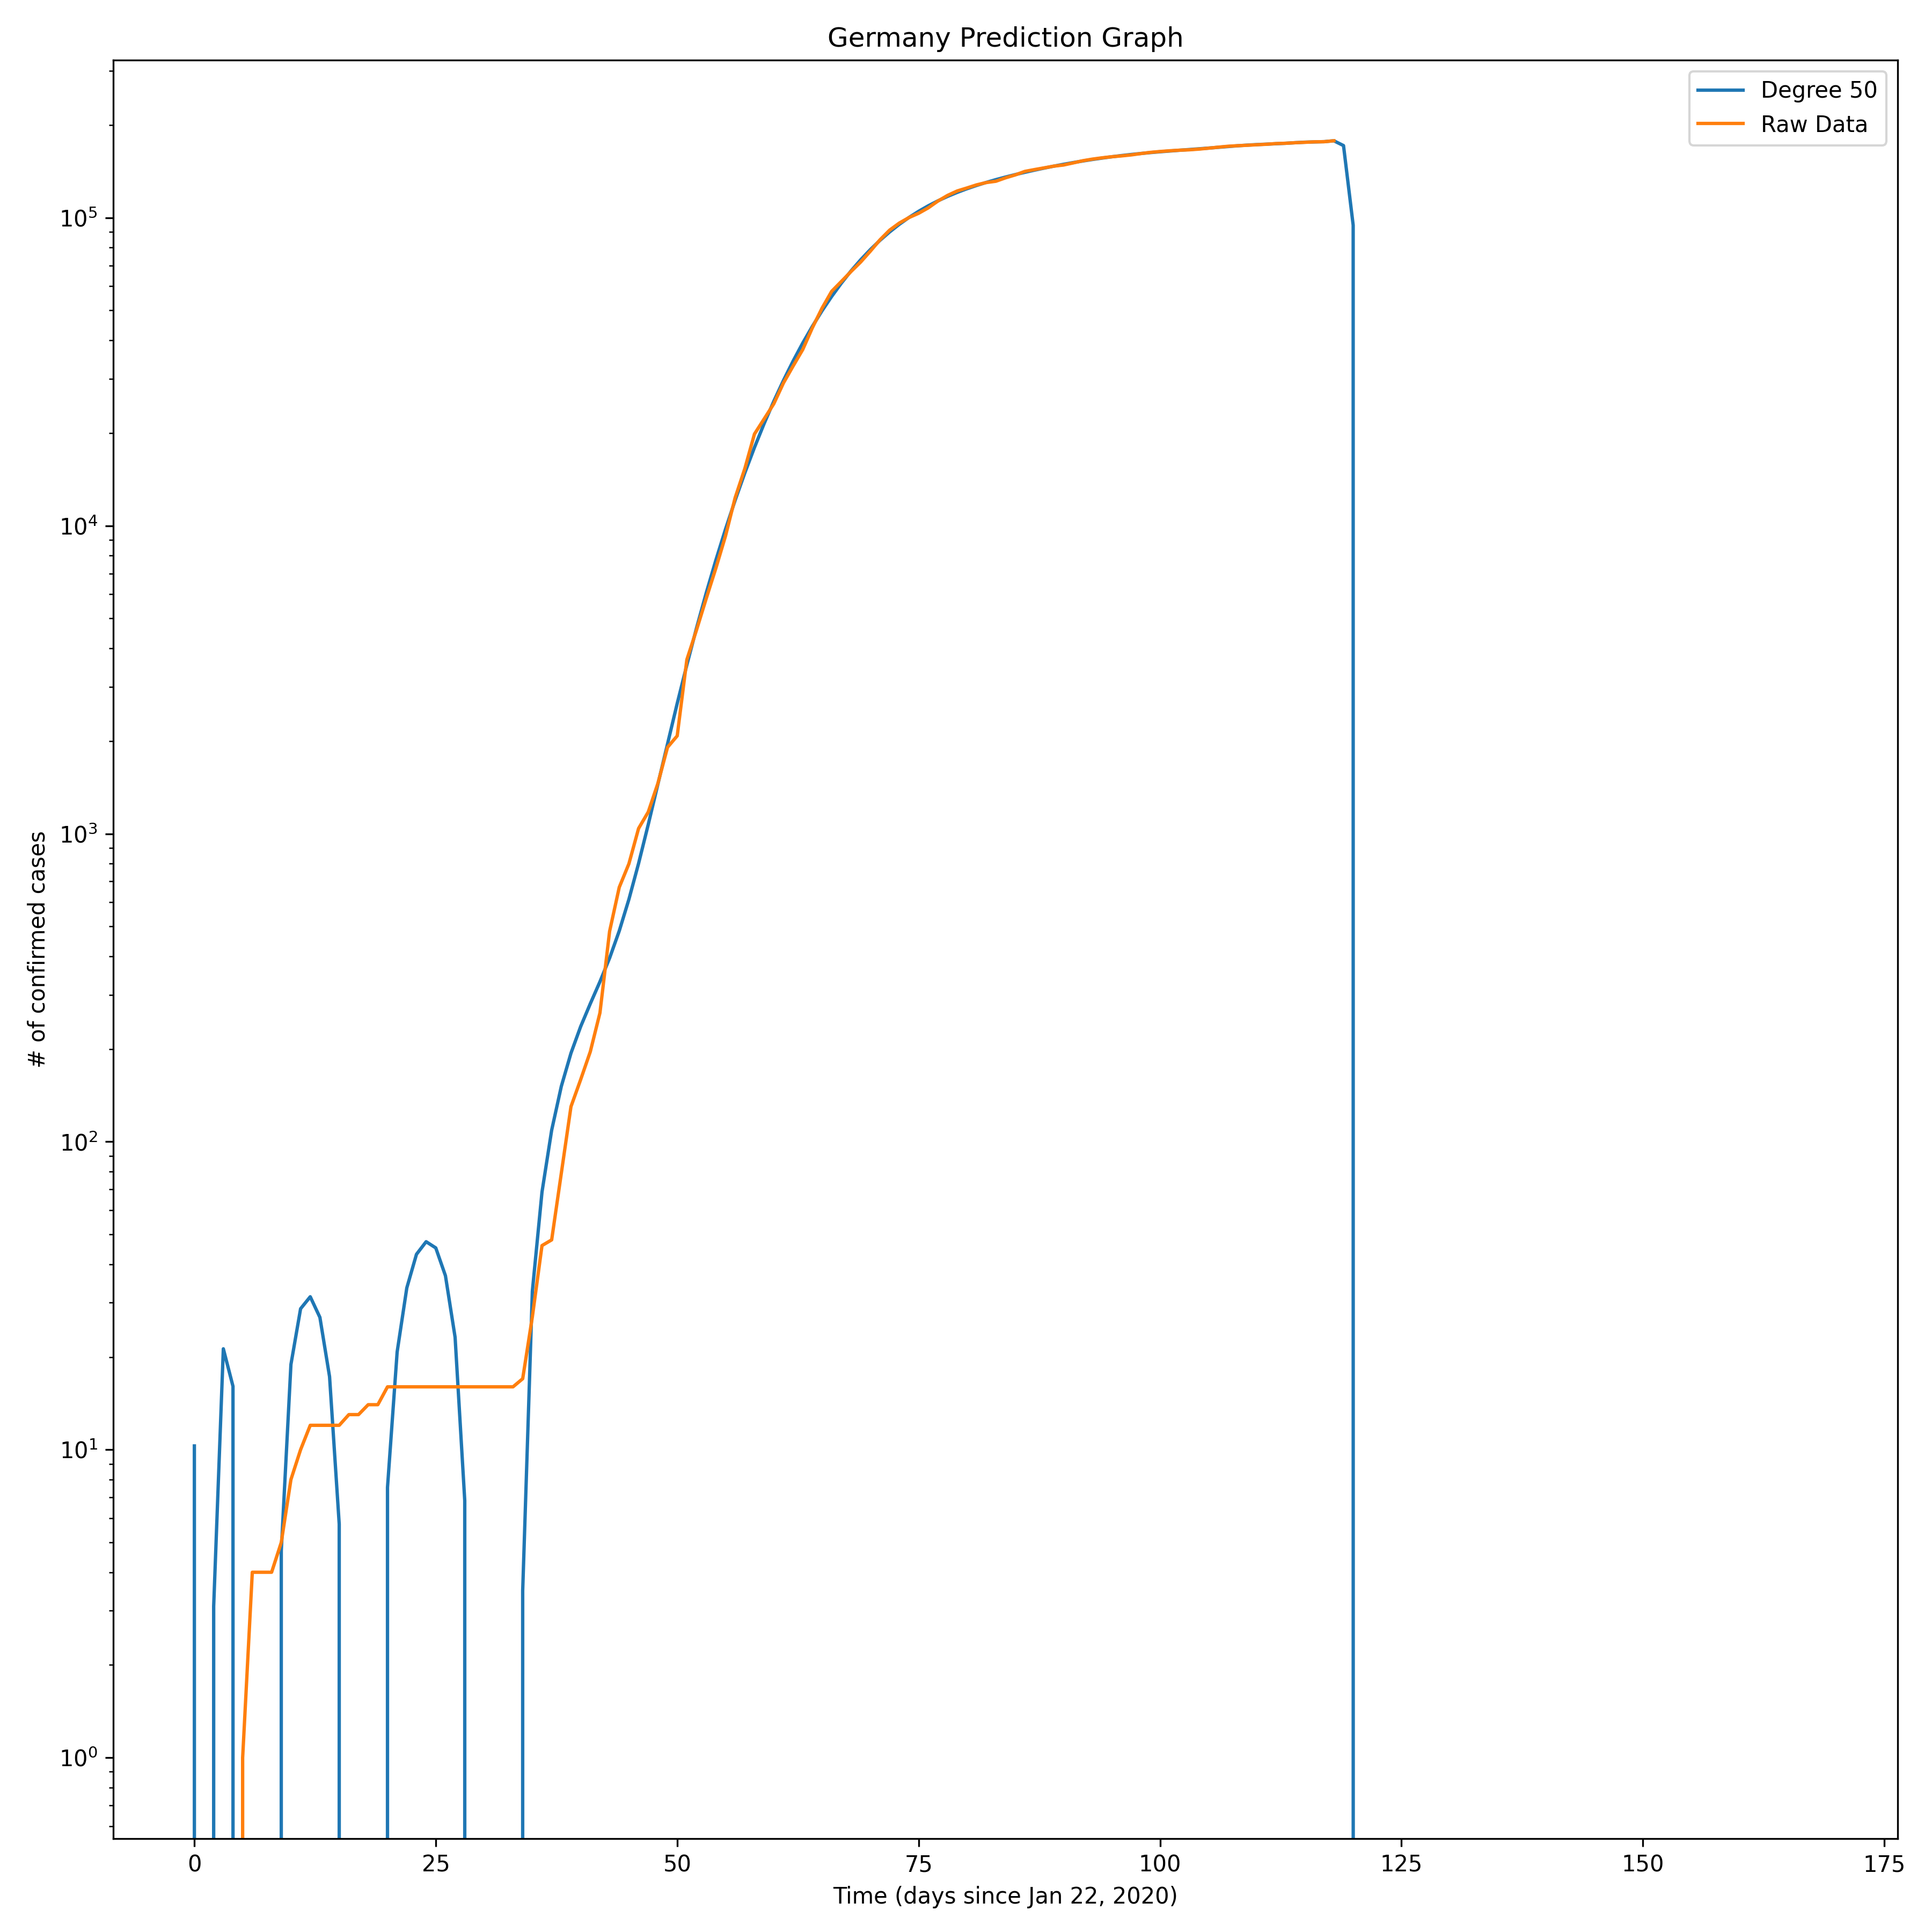 Germany Prediction Graph
Degree 50
Raw Data
10^5
10^4
10^3
10^2
10^1
10^0
# of confirmed cases
0 25 50 75 100 125 150 175
Time (days since Jan 22, 2020)